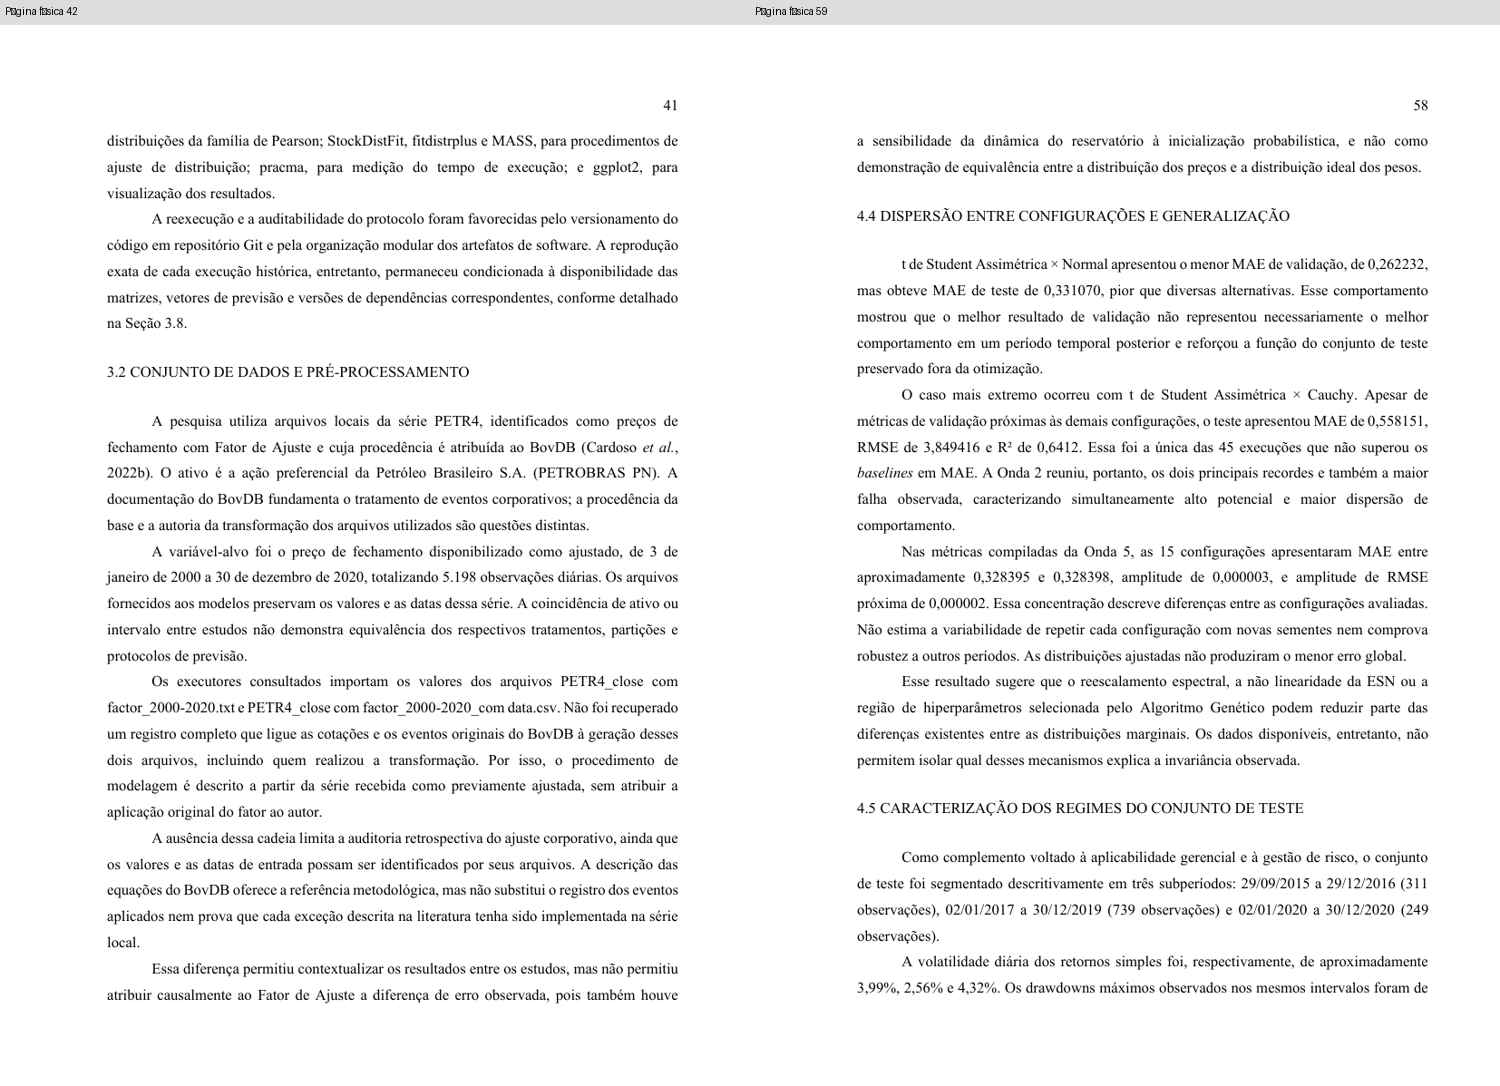 Página física 42
41
distribuições da família de Pearson; StockDistFit, fitdistrplus e MASS, para procedimentos de
ajuste de distribuição; pracma, para medição do tempo de execução; e ggplot2, para
visualização dos resultados.
A reexecução e a auditabilidade do protocolo foram favorecidas pelo versionamento do
código em repositório Git e pela organização modular dos artefatos de software. A reprodução
exata de cada execução histórica, entretanto, permaneceu condicionada à disponibilidade das
matrizes, vetores de previsão e versões de dependências correspondentes, conforme detalhado
na Seção 3.8.
3.2 CONJUNTO DE DADOS E PRÉ-PROCESSAMENTO
A pesquisa utiliza arquivos locais da série PETR4, identificados como preços de
fechamento com Fator de Ajuste e cuja procedência é atribuída ao BovDB (Cardoso et al.,
2022b). O ativo é a ação preferencial da Petróleo Brasileiro S.A. (PETROBRAS PN). A
documentação do BovDB fundamenta o tratamento de eventos corporativos; a procedência da
base e a autoria da transformação dos arquivos utilizados são questões distintas.
A variável-alvo foi o preço de fechamento disponibilizado como ajustado, de 3 de
janeiro de 2000 a 30 de dezembro de 2020, totalizando 5.198 observações diárias. Os arquivos
fornecidos aos modelos preservam os valores e as datas dessa série. A coincidência de ativo ou
intervalo entre estudos não demonstra equivalência dos respectivos tratamentos, partições e
protocolos de previsão.
Os executores consultados importam os valores dos arquivos PETR4_close com
factor_2000-2020.txt e PETR4_close com factor_2000-2020_com data.csv. Não foi recuperado
um registro completo que ligue as cotações e os eventos originais do BovDB à geração desses
dois arquivos, incluindo quem realizou a transformação. Por isso, o procedimento de
modelagem é descrito a partir da série recebida como previamente ajustada, sem atribuir a
aplicação original do fator ao autor.
A ausência dessa cadeia limita a auditoria retrospectiva do ajuste corporativo, ainda que
os valores e as datas de entrada possam ser identificados por seus arquivos. A descrição das
equações do BovDB oferece a referência metodológica, mas não substitui o registro dos eventos
aplicados nem prova que cada exceção descrita na literatura tenha sido implementada na série
local.
Essa diferença permitiu contextualizar os resultados entre os estudos, mas não permitiu
atribuir causalmente ao Fator de Ajuste a diferença de erro observada, pois também houve
Página física 59
58
a sensibilidade da dinâmica do reservatório à inicialização probabilística, e não como
demonstração de equivalência entre a distribuição dos preços e a distribuição ideal dos pesos.
4.4 DISPERSÃO ENTRE CONFIGURAÇÕES E GENERALIZAÇÃO
t de Student Assimétrica × Normal apresentou o menor MAE de validação, de 0,262232,
mas obteve MAE de teste de 0,331070, pior que diversas alternativas. Esse comportamento
mostrou que o melhor resultado de validação não representou necessariamente o melhor
comportamento em um período temporal posterior e reforçou a função do conjunto de teste
preservado fora da otimização.
O caso mais extremo ocorreu com t de Student Assimétrica × Cauchy. Apesar de
métricas de validação próximas às demais configurações, o teste apresentou MAE de 0,558151,
RMSE de 3,849416 e R² de 0,6412. Essa foi a única das 45 execuções que não superou os
baselines em MAE. A Onda 2 reuniu, portanto, os dois principais recordes e também a maior
falha observada, caracterizando simultaneamente alto potencial e maior dispersão de
comportamento.
Nas métricas compiladas da Onda 5, as 15 configurações apresentaram MAE entre
aproximadamente 0,328395 e 0,328398, amplitude de 0,000003, e amplitude de RMSE
próxima de 0,000002. Essa concentração descreve diferenças entre as configurações avaliadas.
Não estima a variabilidade de repetir cada configuração com novas sementes nem comprova
robustez a outros períodos. As distribuições ajustadas não produziram o menor erro global.
Esse resultado sugere que o reescalamento espectral, a não linearidade da ESN ou a
região de hiperparâmetros selecionada pelo Algoritmo Genético podem reduzir parte das
diferenças existentes entre as distribuições marginais. Os dados disponíveis, entretanto, não
permitem isolar qual desses mecanismos explica a invariância observada.
4.5 CARACTERIZAÇÃO DOS REGIMES DO CONJUNTO DE TESTE
Como complemento voltado à aplicabilidade gerencial e à gestão de risco, o conjunto
de teste foi segmentado descritivamente em três subperíodos: 29/09/2015 a 29/12/2016 (311
observações), 02/01/2017 a 30/12/2019 (739 observações) e 02/01/2020 a 30/12/2020 (249
observações).
A volatilidade diária dos retornos simples foi, respectivamente, de aproximadamente
3,99%, 2,56% e 4,32%. Os drawdowns máximos observados nos mesmos intervalos foram de